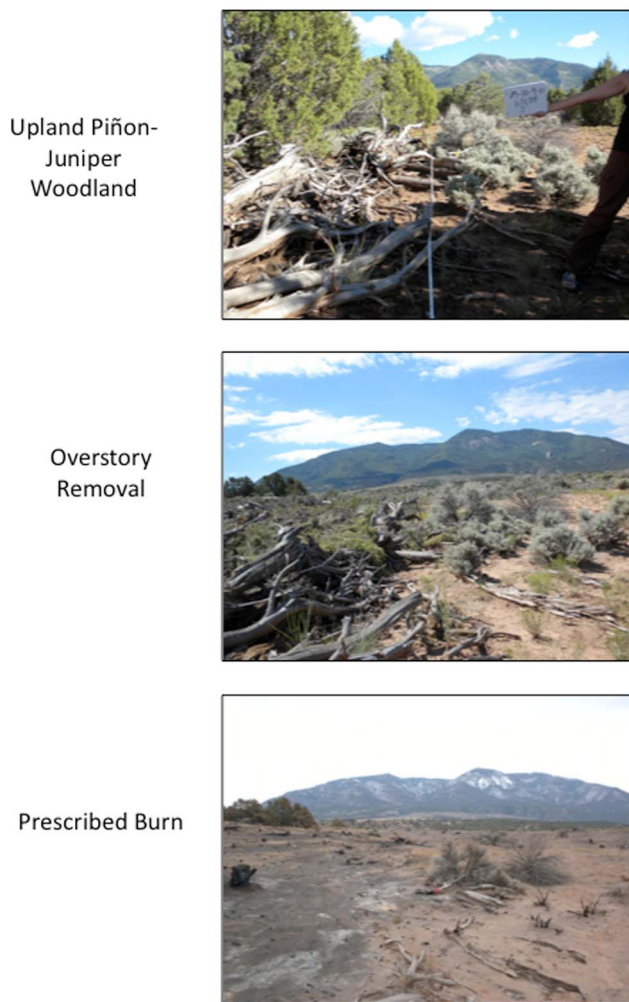 Upland Piñon-
Juniper
Woodland
Overstory
Removal
Prescribed Burn